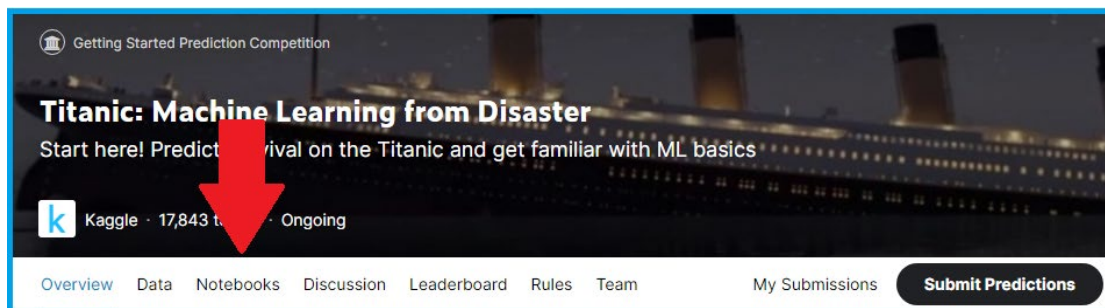 Getting Started Prediction Competition
Titanic: Machine Learning from Disaster
Start here! Predict vival on the Titanic and get familiar with ML basics
k Kaggle · 17,843 t · Ongoing
Overview Data Notebooks Discussion Leaderboard Rules Team My Submissions Submit Predictions